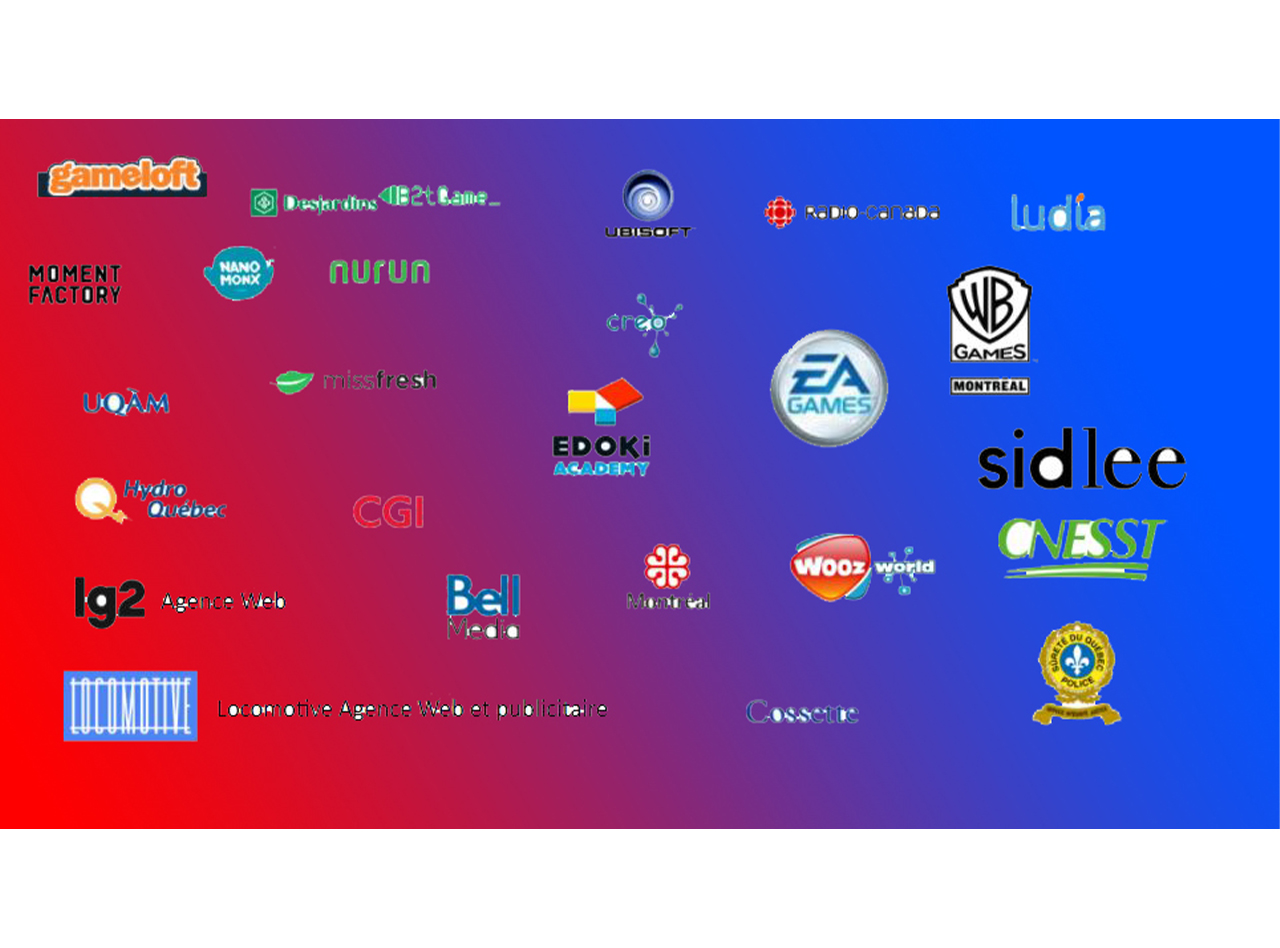 gameloft
Desjardins
B2t Game_
UBISOFT
RADIO-CANADA
ludia
MOMENT
FACTORY
NANO
MONX
nurun
creo
WB
GAMES
MONTREAL
EA
GAMES
UQÀM
missfresh
EDOKi
ACADEMY
sidlee
Hydro
Québec
CGI
CNESST
Montréal
WOOZ world
lg2 Agence Web
Bell
Media
SÛRETÉ DU QUÉBEC
POLICE
LOCOMOTIVE
Locomotive Agence Web et publicitaire
Cossette